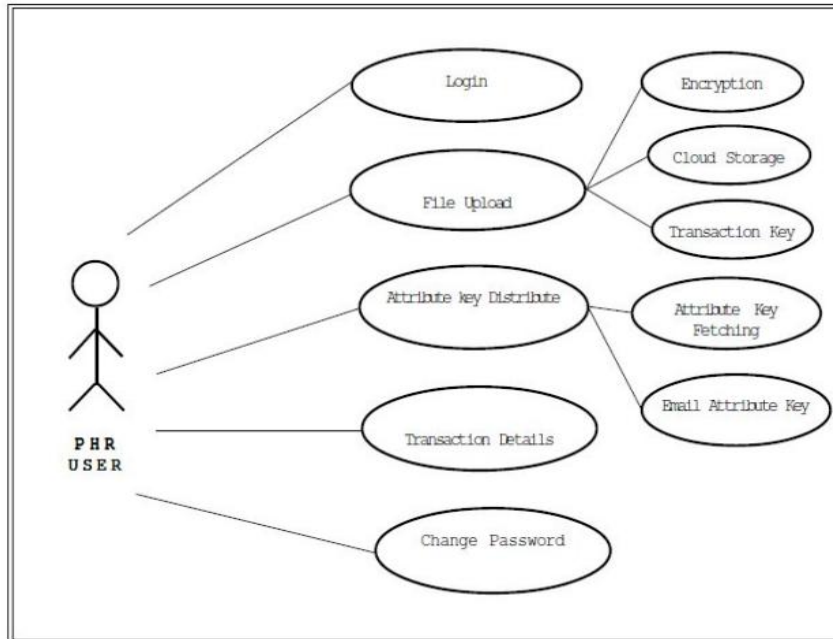 Login
Encryption
Cloud Storage
File Upload
Transaction Key
Attribute key Distribute
Attribute Key
Fetching
Email Attribute Key
Transaction Details
PHR
USER
Change Password